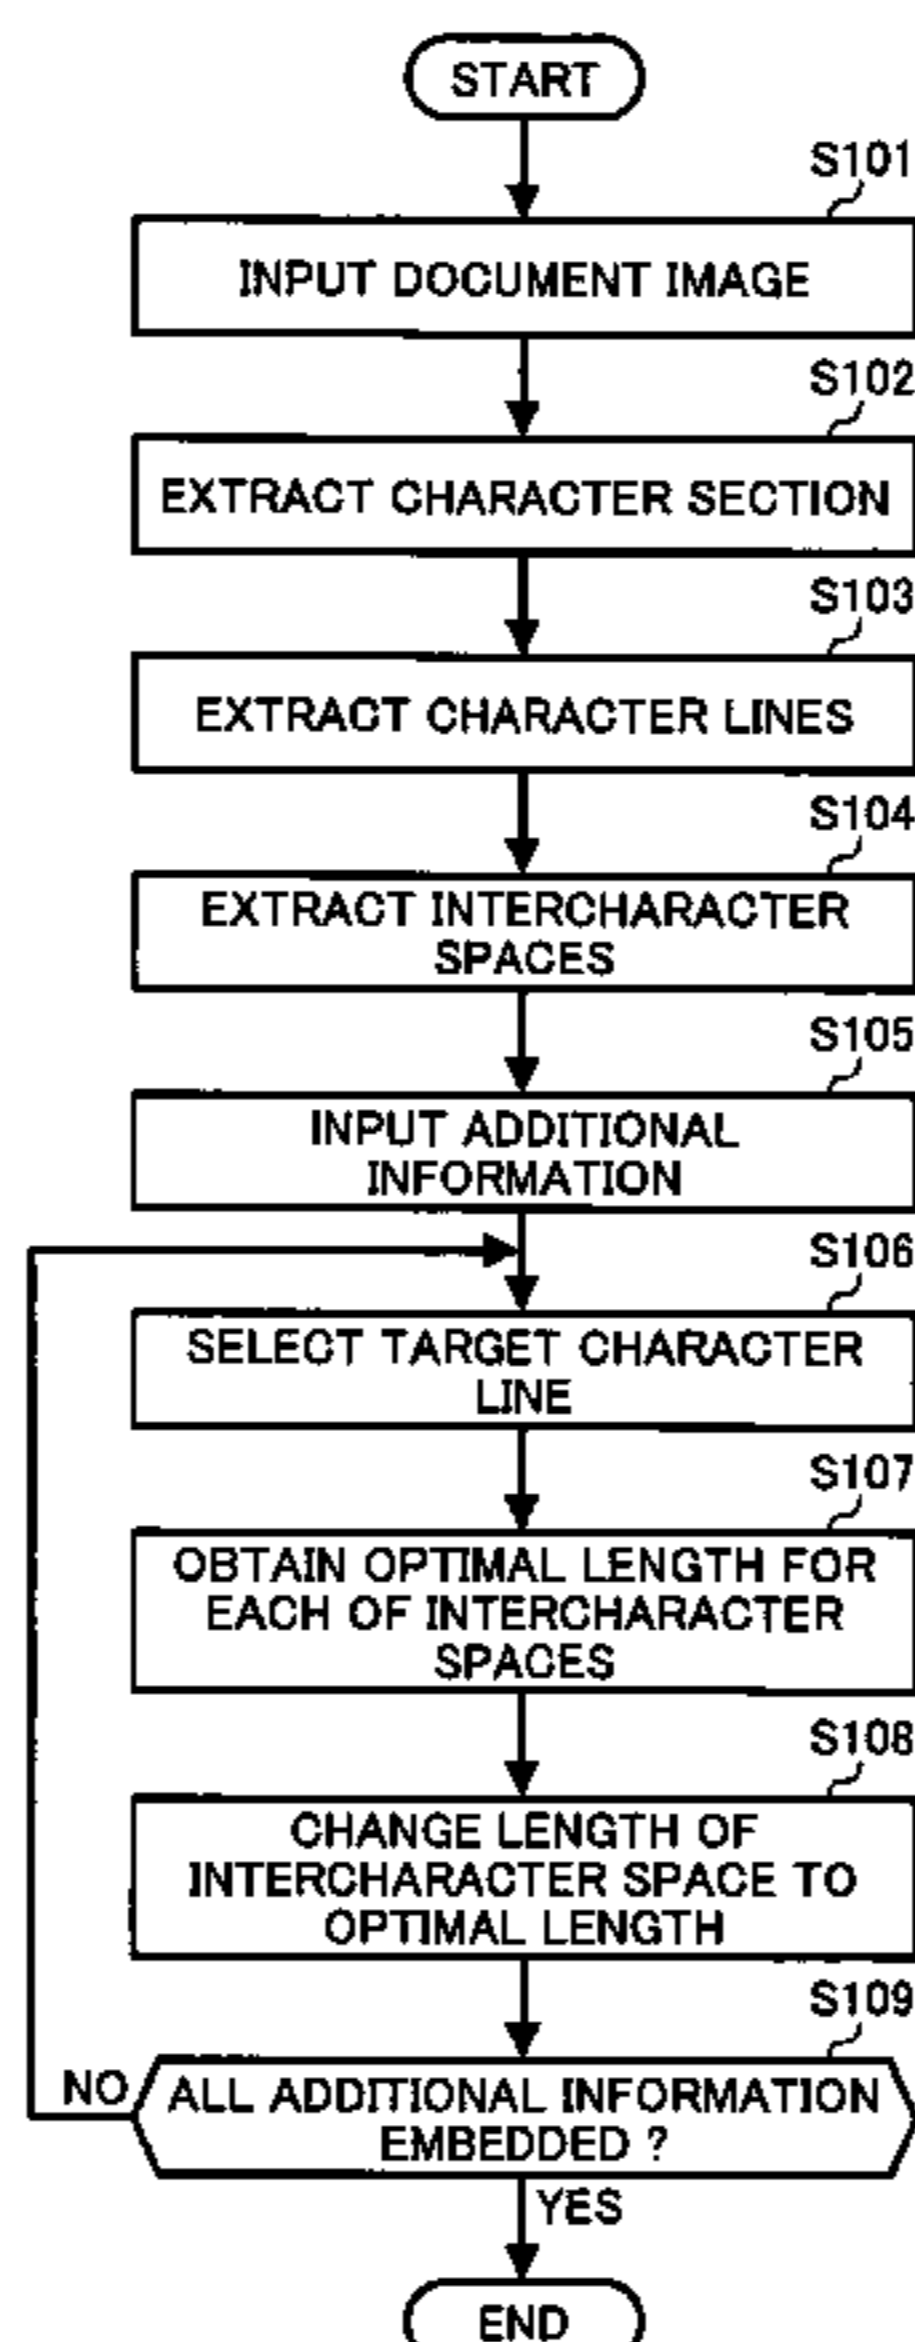 START
S101
INPUT DOCUMENT IMAGE
S102
EXTRACT CHARACTER SECTION
S103
EXTRACT CHARACTER LINES
S104
EXTRACT INTERCHARACTER
SPACES
S105
INPUT ADDITIONAL
INFORMATION
S106
SELECT TARGET CHARACTER
LINE
S107
OBTAIN OPTIMAL LENGTH FOR
EACH OF INTERCHARACTER
SPACES
S108
CHANGE LENGTH OF
INTERCHARACTER SPACE TO
OPTIMAL LENGTH
S109
NO
ALL ADDITIONAL INFORMATION
EMBEDDED ?
YES
END